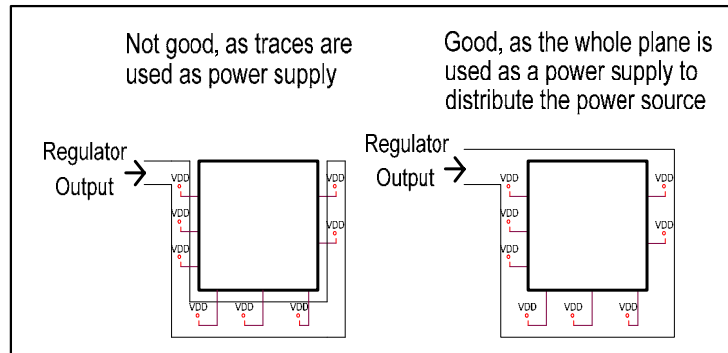 Not good, as traces are
used as power supply
Regulator
Output
VDD
VDD
VDD
VDD
VDD
VDD
VDD
VDD
Good, as the whole plane is
used as a power supply to
distribute the power source
Regulator
Output
VDD
VDD
VDD
VDD
VDD
VDD
VDD
VDD